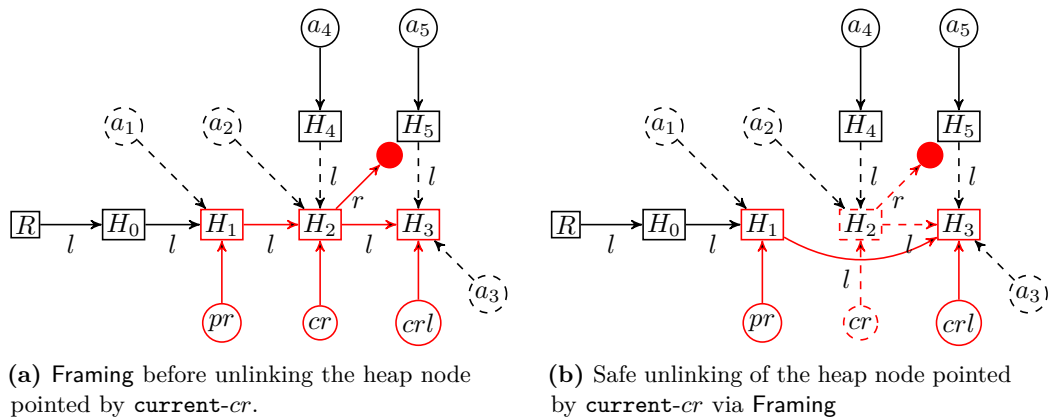 a4 a5 a4 a5
a1 a2 H4 H5 a1 a2 H4 H5
l l l l
r r
R H0 H1 H2 H3 R H0 H1 H2 H3
l l l l l l l
l
a3 a3
pr cr crl pr cr crl
(a) Framing before unlinking the heap node
pointed by current-cr.
(b) Safe unlinking of the heap node pointed
by current-cr via Framing